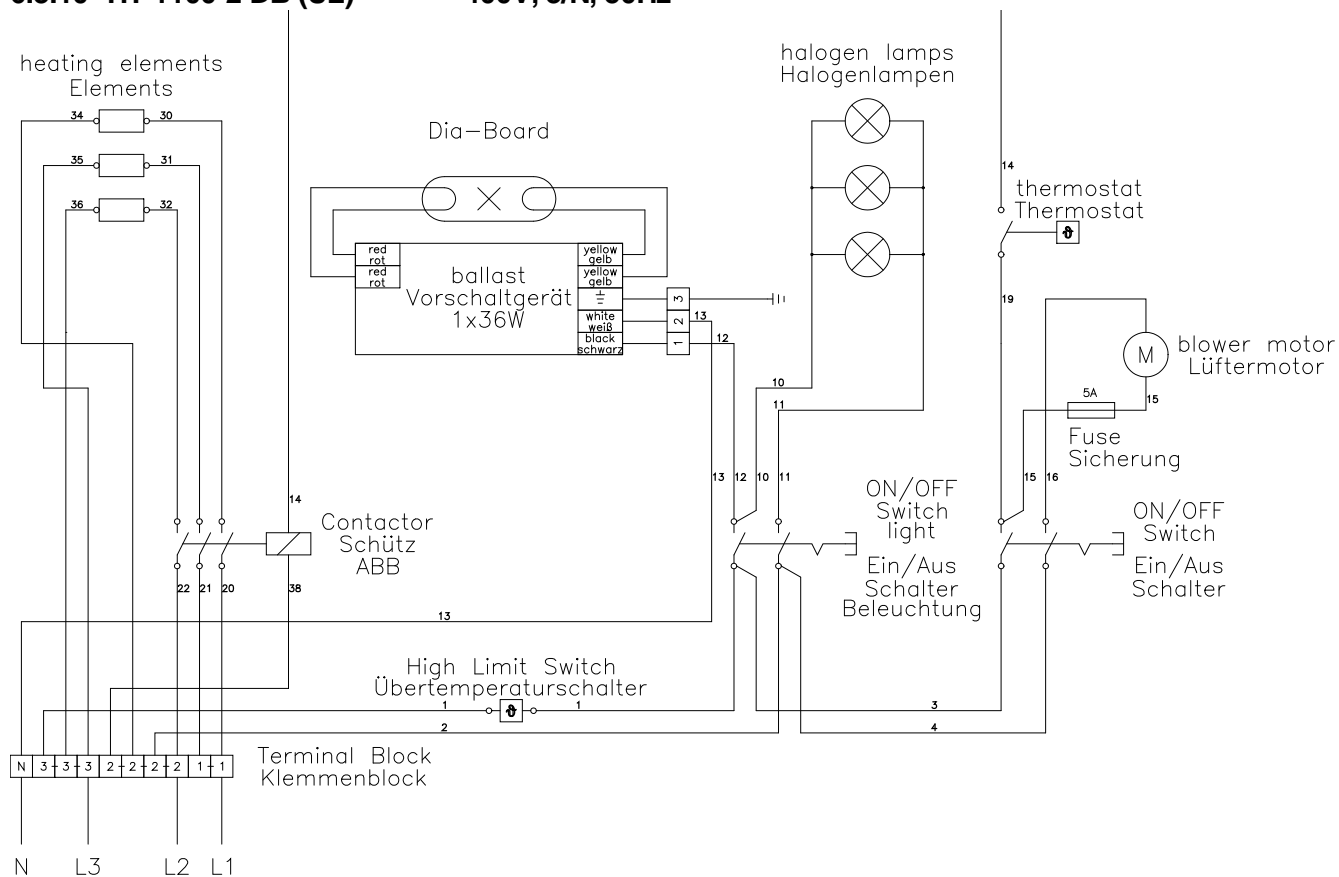 400V, 3/N, 50Hz
heating elements
Elements
34 30
35 31
36 32
Dia-Board
red
rot
red
rot
ballast
Vorschaltgerät
1x36W
yellow
gelb
yellow
gelb
white
weiß
black
schwarz
3
2
1
13
12
halogen lamps
Halogenlampen
10
11
14
thermostat
Thermostat
19
16
M
blower motor
Lüftermotor
5A
15
Fuse
Sicherung
15 16
13 12 10 11
ON/OFF
Switch
light
Ein/Aus
Schalter
Beleuchtung
ON/OFF
Switch
Ein/Aus
Schalter
14
Contactor
Schütz
ABB
22 21 20
38
13
High Limit Switch
Übertemperaturschalter
1 1
2
3
4
N 3 3 3 2 2 2 2 1 1
Terminal Block
Klemmenblock
N L3 L2 L1